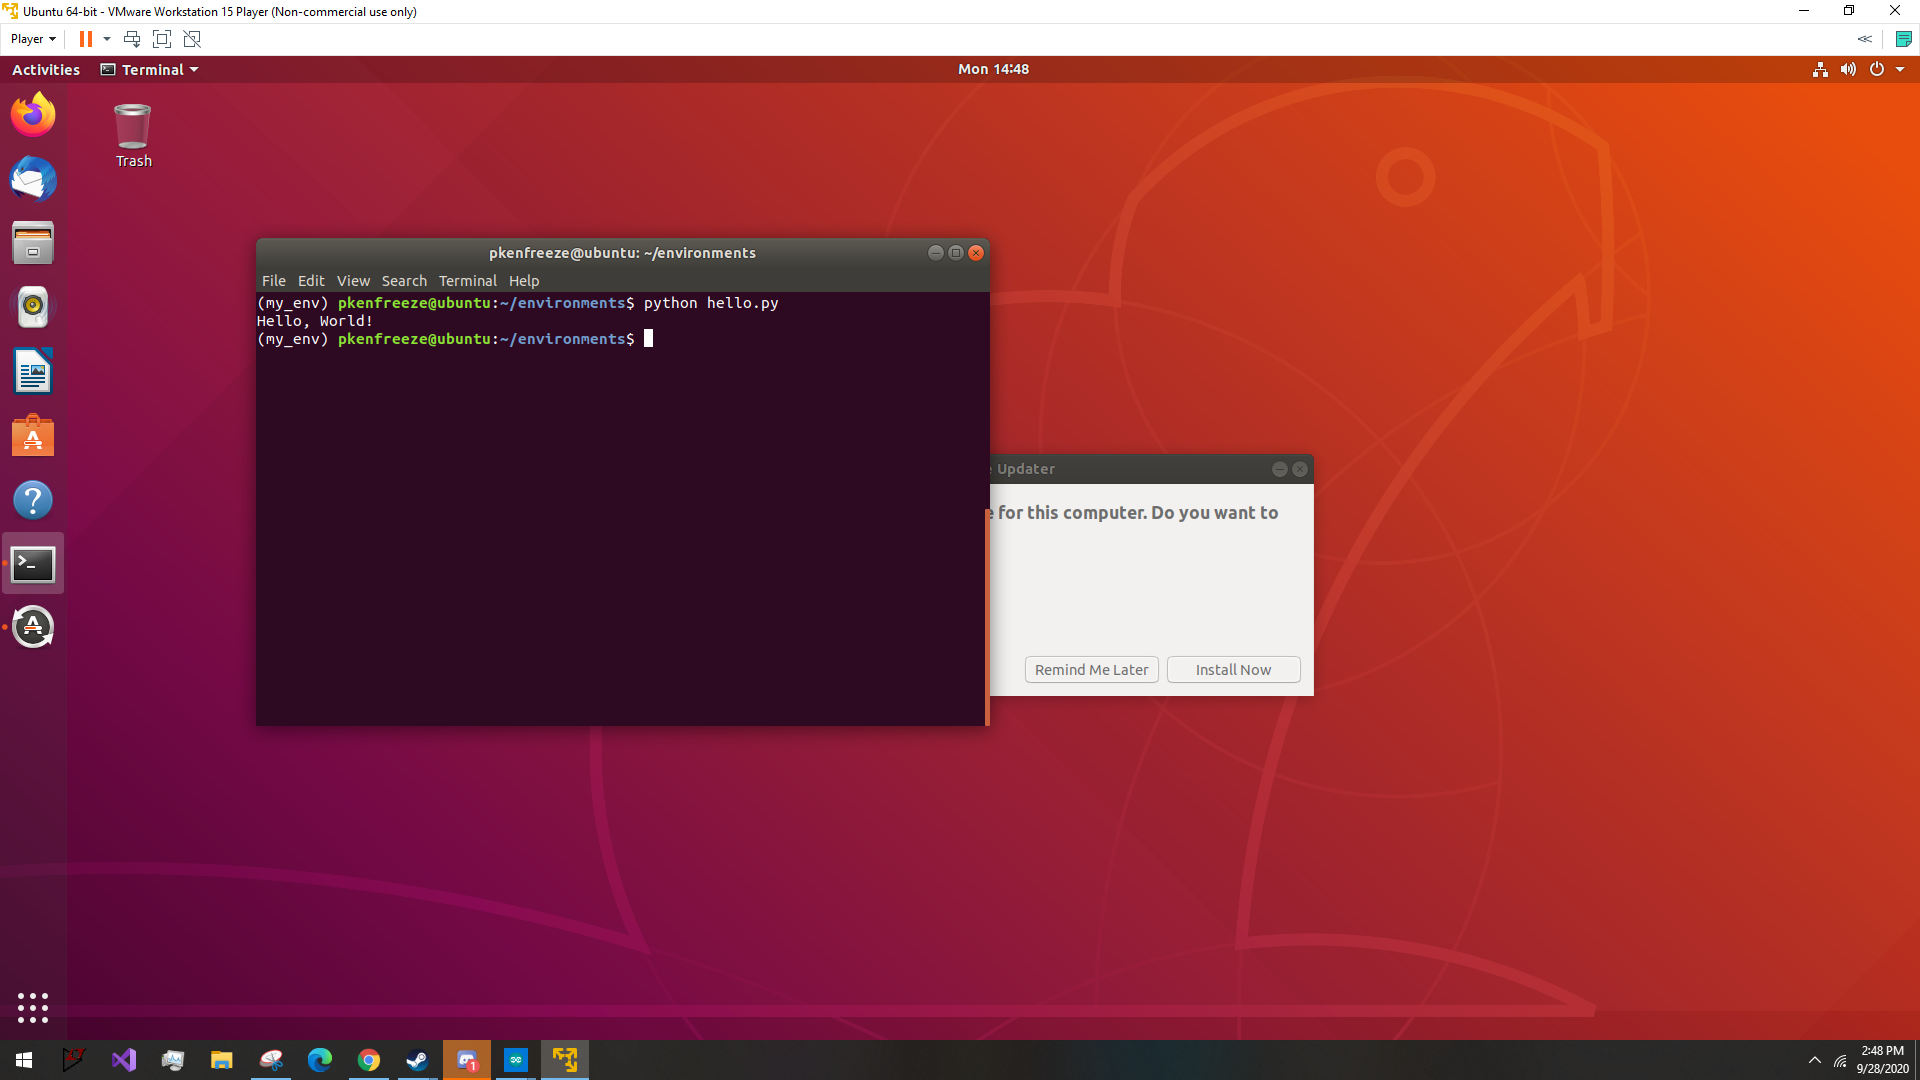 Ubuntu 64-bit - VMware Workstation 15 Player (Non-commercial use only)
Player
Activities
Terminal
Mon 14:48
Trash
pkenfreeze@ubuntu: ~/environments
File Edit View Search Terminal Help
(my_env) pkenfreeze@ubuntu:~/environments$ python hello.py
Hello, World!
(my_env) pkenfreeze@ubuntu:~/environments$
Updater
for this computer. Do you want to
Remind Me Later
Install Now
1
2:48 PM
9/28/2020